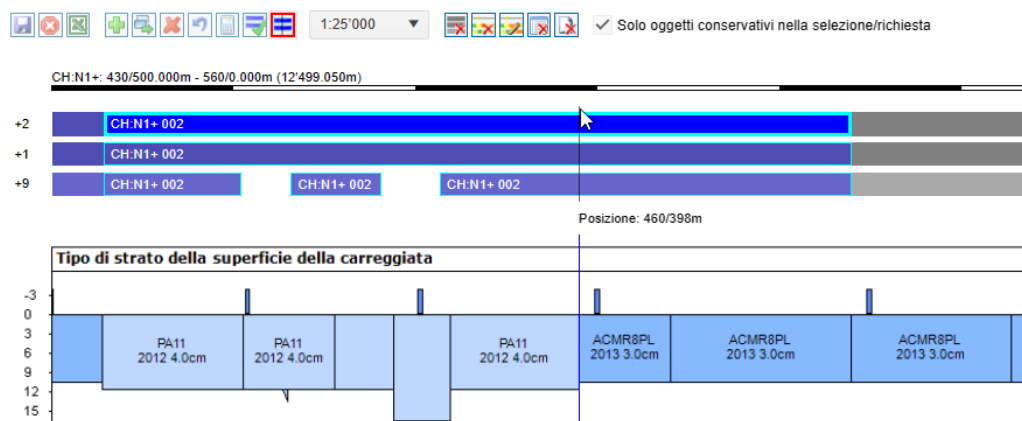 1:25'000
Solo oggetti conservativi nella selezione/richiesta
CH:N1+: 430/500.000m - 560/0.000m (12'499.050m)
+2 CH:N1+ 002
+1 CH:N1+ 002
+9 CH:N1+ 002 CH:N1+ 002 CH:N1+ 002
Posizione: 460/398m
Tipo di strato della superficie della carreggiata
-3
0
3
6
9
12
15
PA11
2012 4.0cm
PA11
2012 4.0cm
PA11
2012 4.0cm
ACMR8PL
2013 3.0cm
ACMR8PL
2013 3.0cm
ACMR8PL
2013 3.0cm